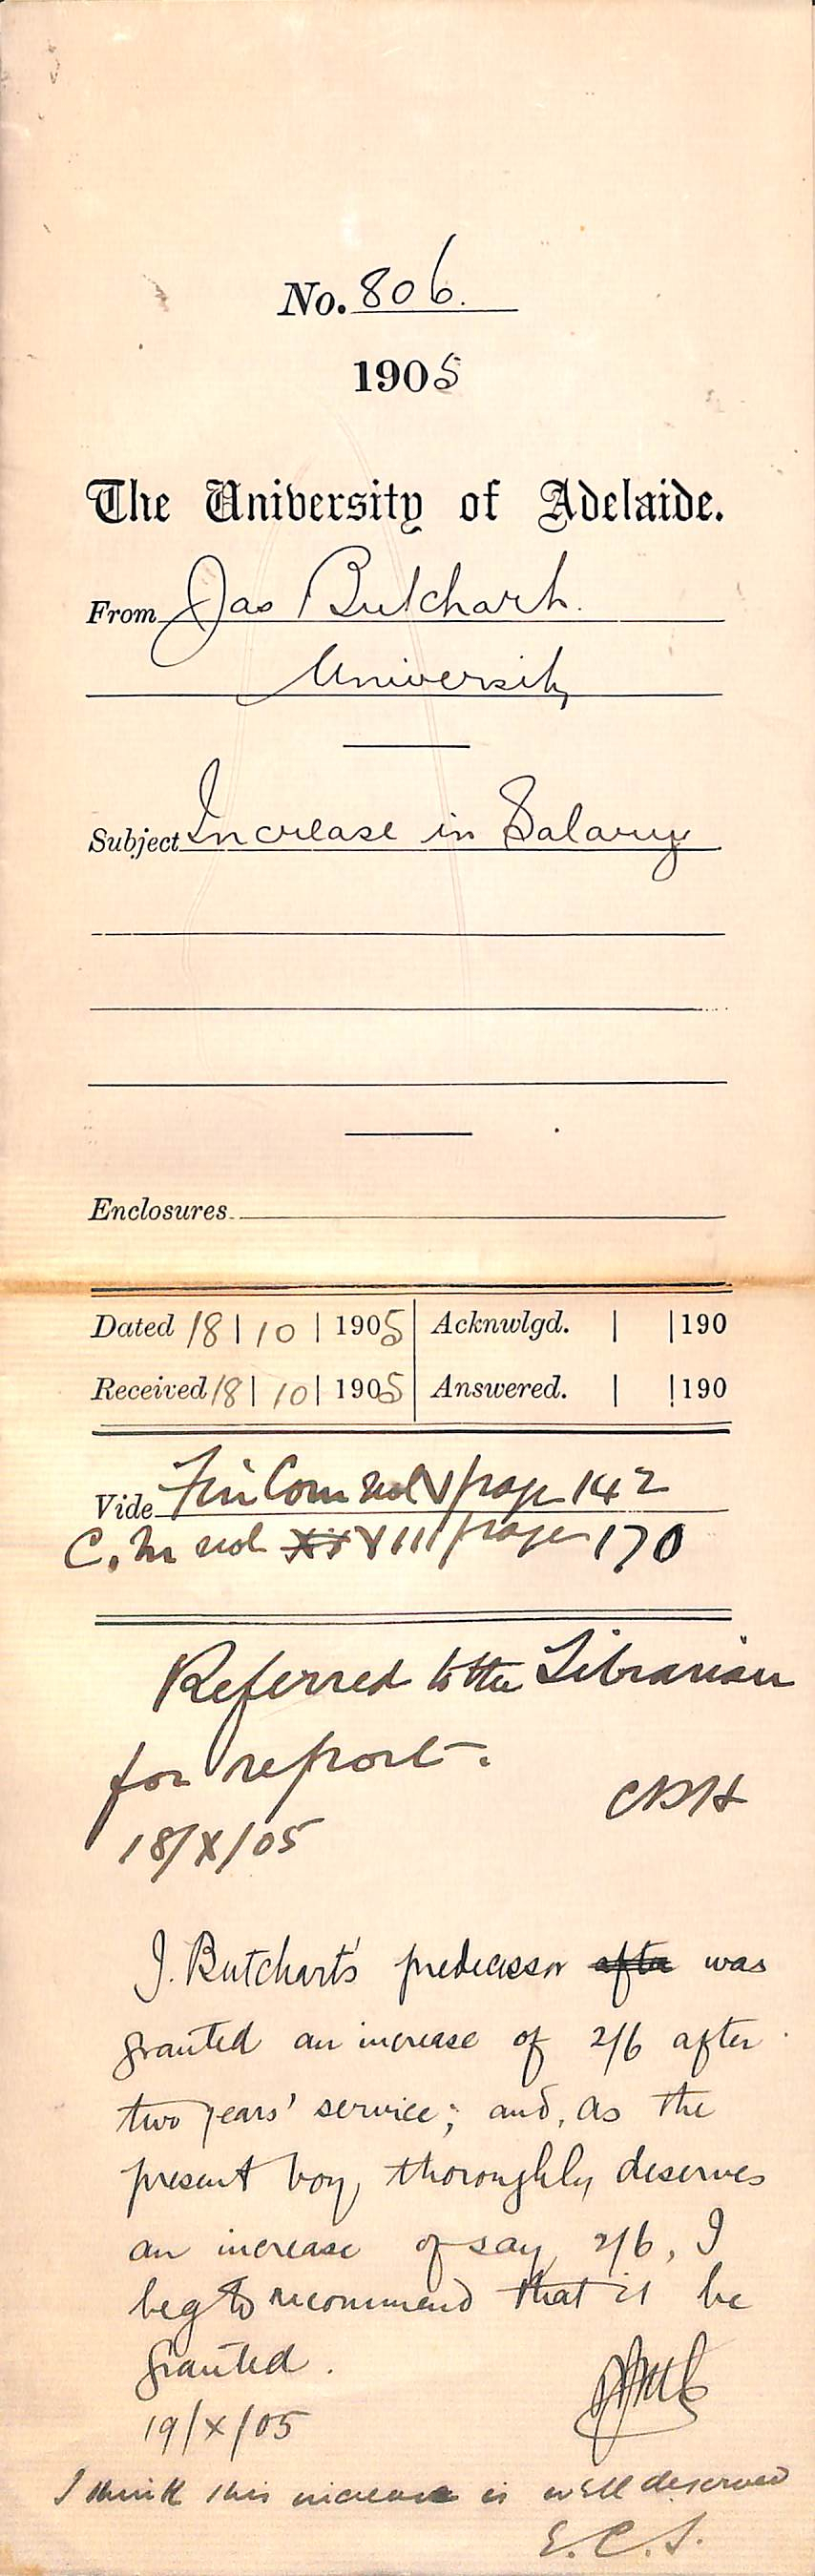 No. 806.
1905
The University of Adelaide.
From Jas Butchart.
University
Subject Increase in Salary
Enclosures
Dated 18 | 10 | 1905 Acknwlgd. | | 190
Received 18 | 10 | 1905 Answered. | | 190
Vide Fin Com vol V page 142
C. M vol XVIII page 170
Referred to the Librarian
for report.
CRH
18/X/05
J. Butchart's predecessor after was
granted an increase of 2/6 after
two years' service; and, as the
present boy thoroughly deserves
an increase of say 2/6, I
beg to recommend that it be
granted.
19/X/05
I think this increase is well deserved
E.C.S.